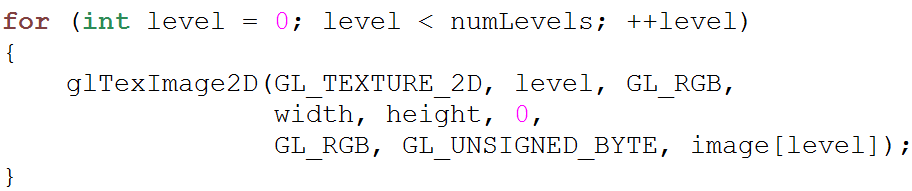 for (int level = 0; level < numLevels; ++level)
{
    glTexImage2D(GL_TEXTURE_2D, level, GL_RGB,
                 width, height, 0,
                 GL_RGB, GL_UNSIGNED_BYTE, image[level]);
}